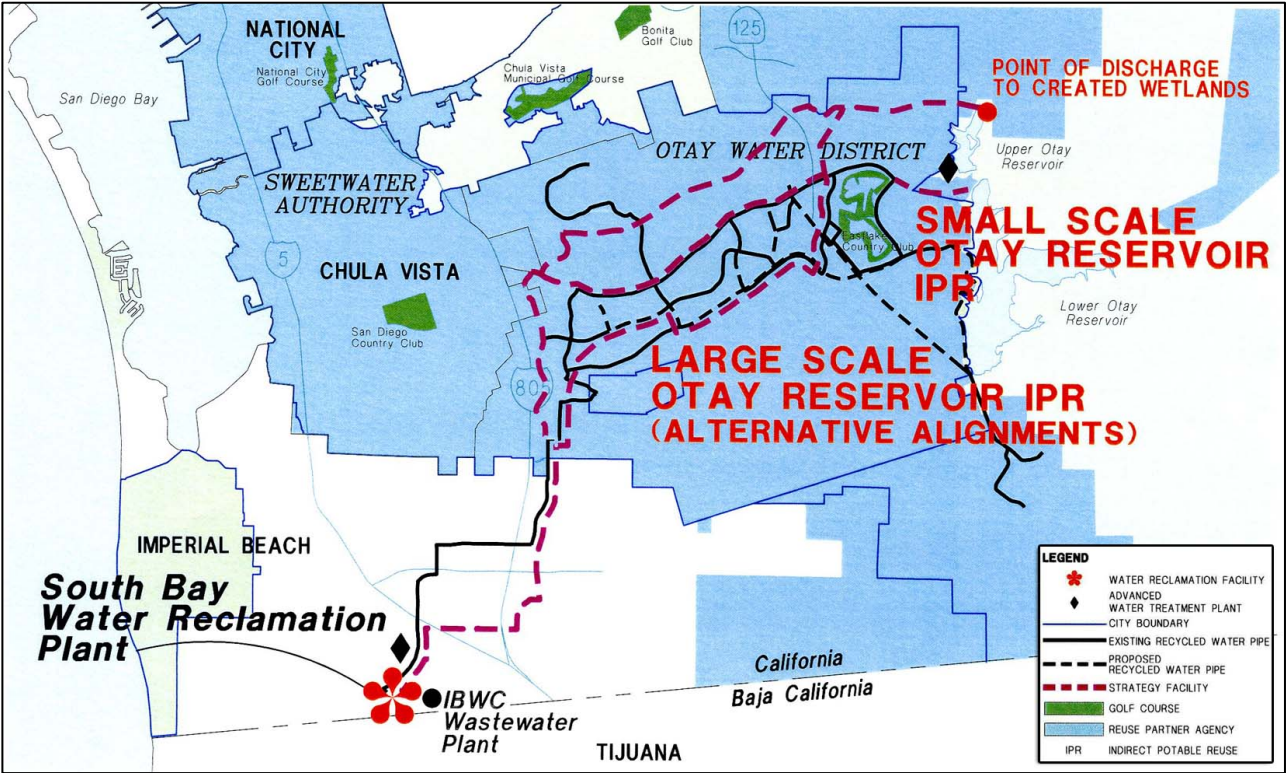 NATIONAL
CITY
National City
Golf Course
San Diego Bay
Bonita
Golf Club
125
Chula Vista
Municipal Golf Course
POINT OF DISCHARGE
TO CREATED WETLANDS
Upper Otay
Reservoir
OTAY WATER DISTRICT
SWEETWATER
AUTHORITY
5
CHULA VISTA
San Diego
Country Club
805
EastLake
Country Club
SMALL SCALE
OTAY RESERVOIR
IPR
Lower Otay
Reservoir
LARGE SCALE
OTAY RESERVOIR IPR
(ALTERNATIVE ALIGNMENTS)
IMPERIAL BEACH
South Bay
Water Reclamation
Plant
IBWC
Wastewater
Plant
California
Baja California
TIJUANA
LEGEND
WATER RECLAMATION FACILITY
ADVANCED
WATER TREATMENT PLANT
CITY BOUNDARY
EXISTING RECYCLED WATER PIPE
PROPOSED
RECYCLED WATER PIPE
STRATEGY FACILITY
GOLF COURSE
REUSE PARTNER AGENCY
IPR INDIRECT POTABLE REUSE